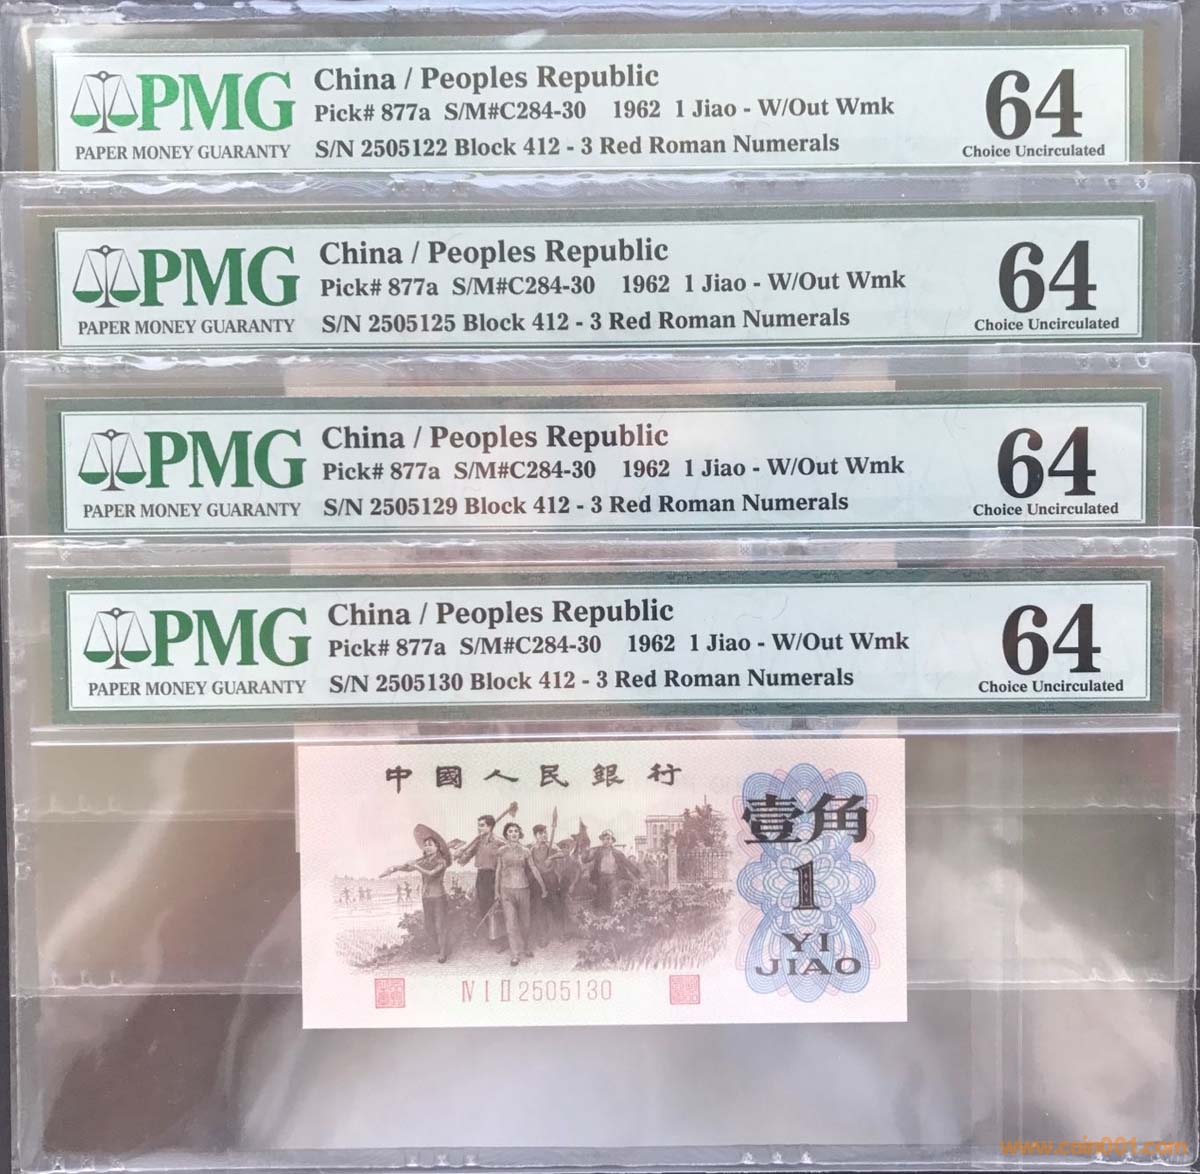 PMG
PAPER MONEY GUARANTY
China / Peoples Republic
Pick# 877a S/M#C284-30 1962 1 Jiao - W/Out Wmk
S/N 2505122 Block 412 - 3 Red Roman Numerals
64
Choice Uncirculated
PMG
PAPER MONEY GUARANTY
China / Peoples Republic
Pick# 877a S/M#C284-30 1962 1 Jiao - W/Out Wmk
S/N 2505125 Block 412 - 3 Red Roman Numerals
64
Choice Uncirculated
PMG
PAPER MONEY GUARANTY
China / Peoples Republic
Pick# 877a S/M#C284-30 1962 1 Jiao - W/Out Wmk
S/N 2505129 Block 412 - 3 Red Roman Numerals
64
Choice Uncirculated
PMG
PAPER MONEY GUARANTY
China / Peoples Republic
Pick# 877a S/M#C284-30 1962 1 Jiao - W/Out Wmk
S/N 2505130 Block 412 - 3 Red Roman Numerals
64
Choice Uncirculated
中國人民銀行
壹角
1
YI
JIAO
Ⅳ Ⅰ Ⅱ 2505130
www.coin001.com